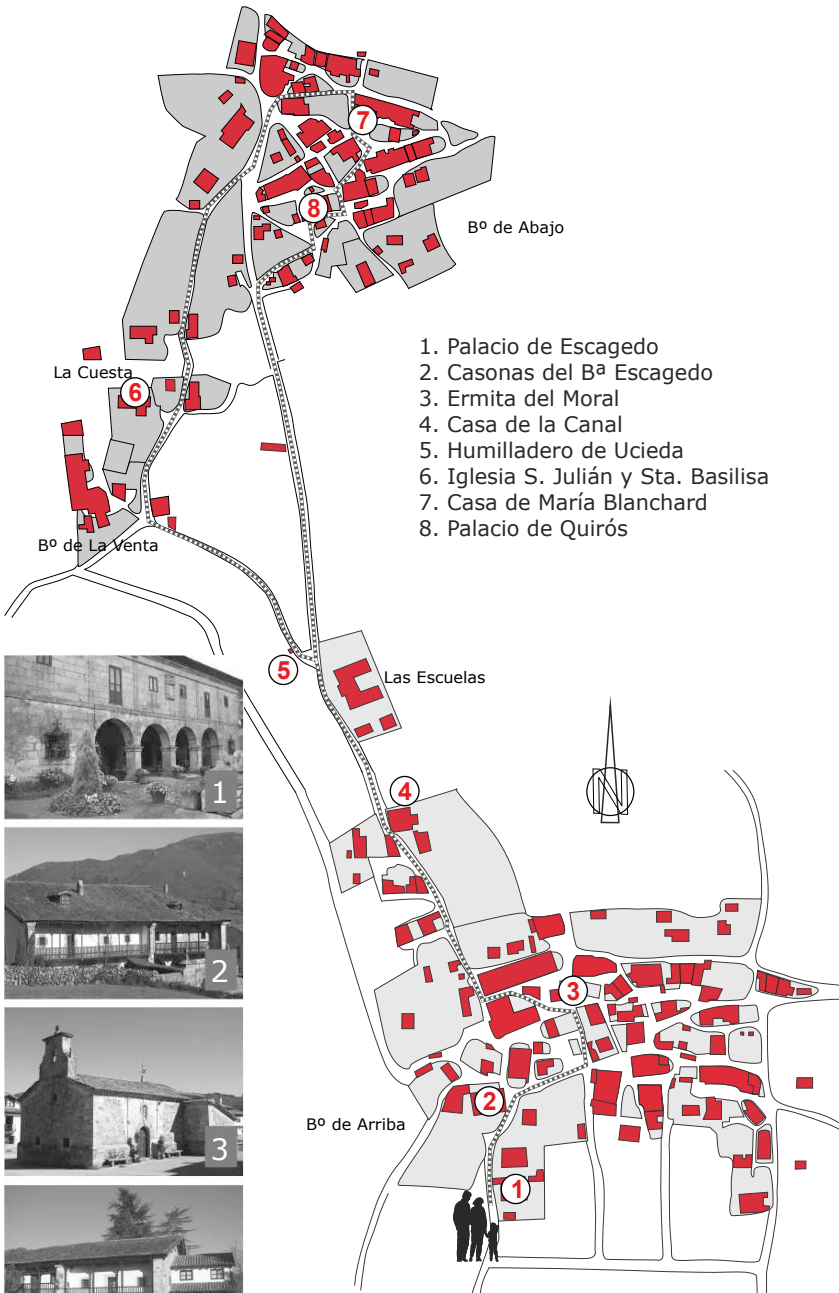 7
8
Bº de Abajo
1. Palacio de Escagedo
2. Casonas del Bª Escagedo
3. Ermita del Moral
4. Casa de la Canal
5. Humilladero de Ucieda
6. Iglesia S. Julián y Sta. Basilisa
7. Casa de María Blanchard
8. Palacio de Quirós
La Cuesta
6
Bº de La Venta
5
Las Escuelas
4
N
3
2
Bº de Arriba
1
1
2
3